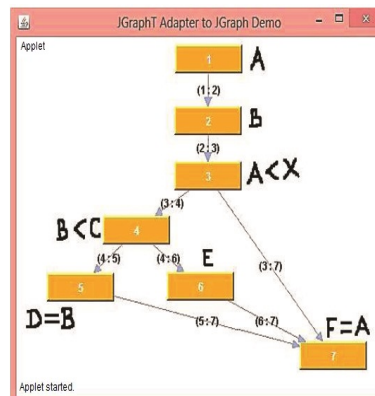 JGraphT Adapter to JGraph Demo
Applet
1 A
(1:2)
2 B
(2:3)
3 A<X
(3:4)
B<C 4
(4:5) (4:6) E (3:7)
5 6
D=B (5:7) (6:7) F=A
7
Applet started.